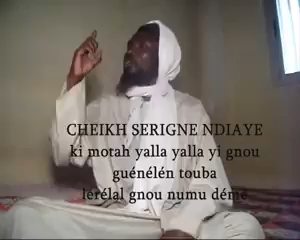 CHEIKH SERIGNE NDIAYE
ki motah yalla yalla yi gnou
guénélén touba
lérélal gnou numu démé